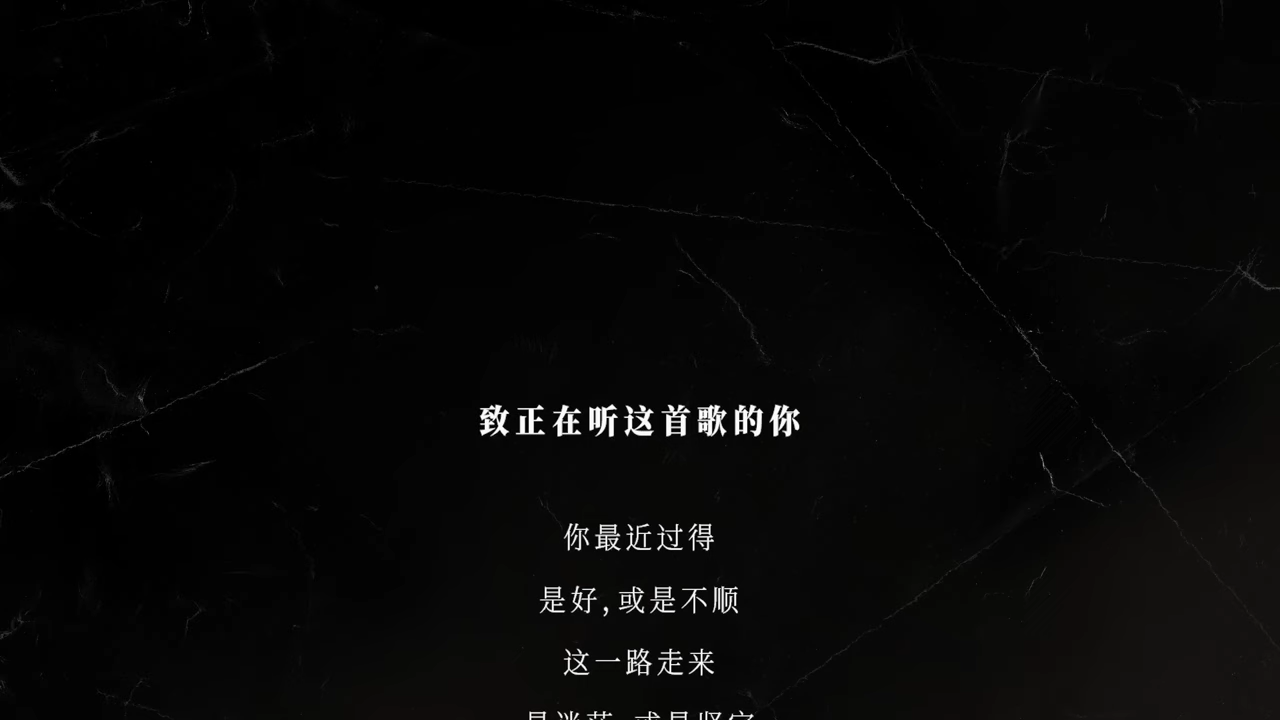 致正在听这首歌的你
你最近过得
是好,或是不顺
这一路走来